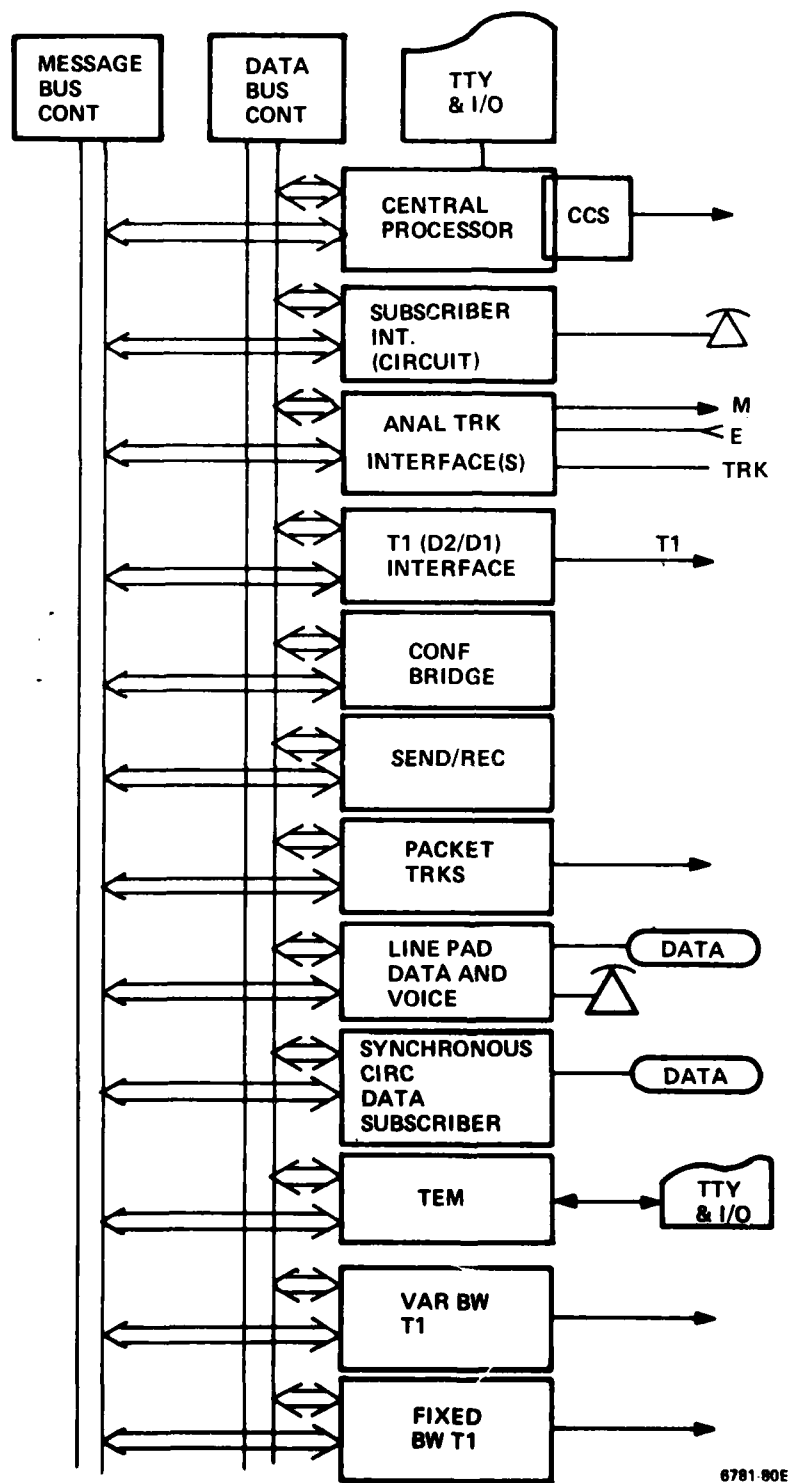 MESSAGE
BUS
CONT
DATA
BUS
CONT
TTY
& I/O
CENTRAL
PROCESSOR
CCS
SUBSCRIBER
INT.
(CIRCUIT)
ANAL TRK
INTERFACE(S)
M
E
TRK
T1 (D2/D1)
INTERFACE
T1
CONF
BRIDGE
SEND/REC
PACKET
TRKS
LINE PAD
DATA AND
VOICE
DATA
SYNCHRONOUS
CIRC
DATA
SUBSCRIBER
DATA
TEM
TTY
& I/O
VAR BW
T1
FIXED
BW T1
6781-80E